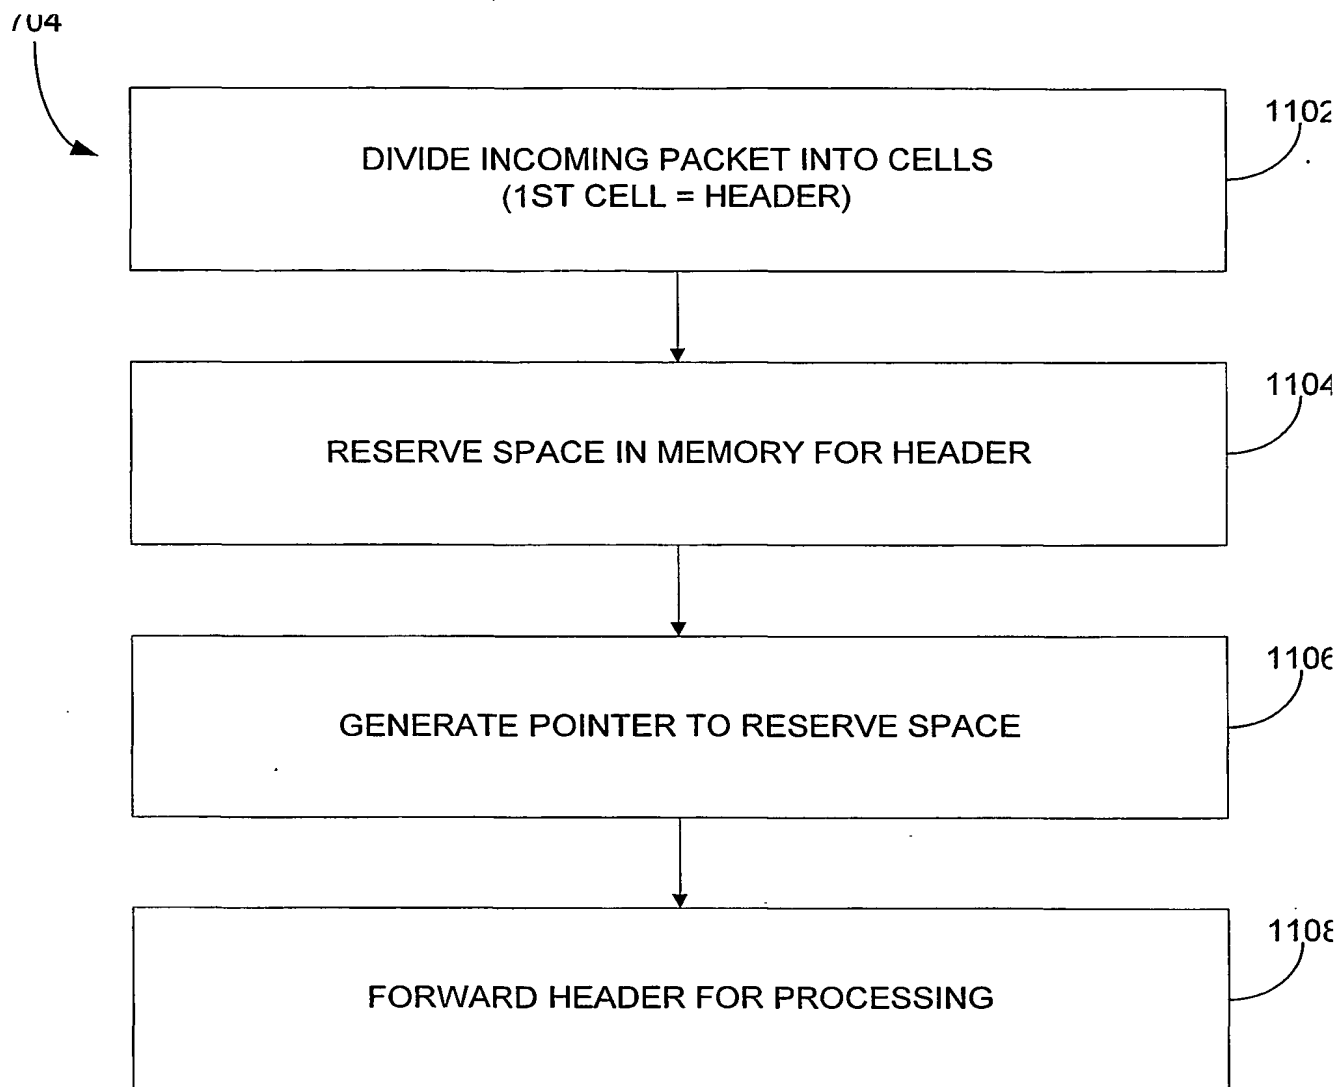 704
DIVIDE INCOMING PACKET INTO CELLS
(1ST CELL = HEADER)
1102
RESERVE SPACE IN MEMORY FOR HEADER
1104
GENERATE POINTER TO RESERVE SPACE
1106
FORWARD HEADER FOR PROCESSING
1108